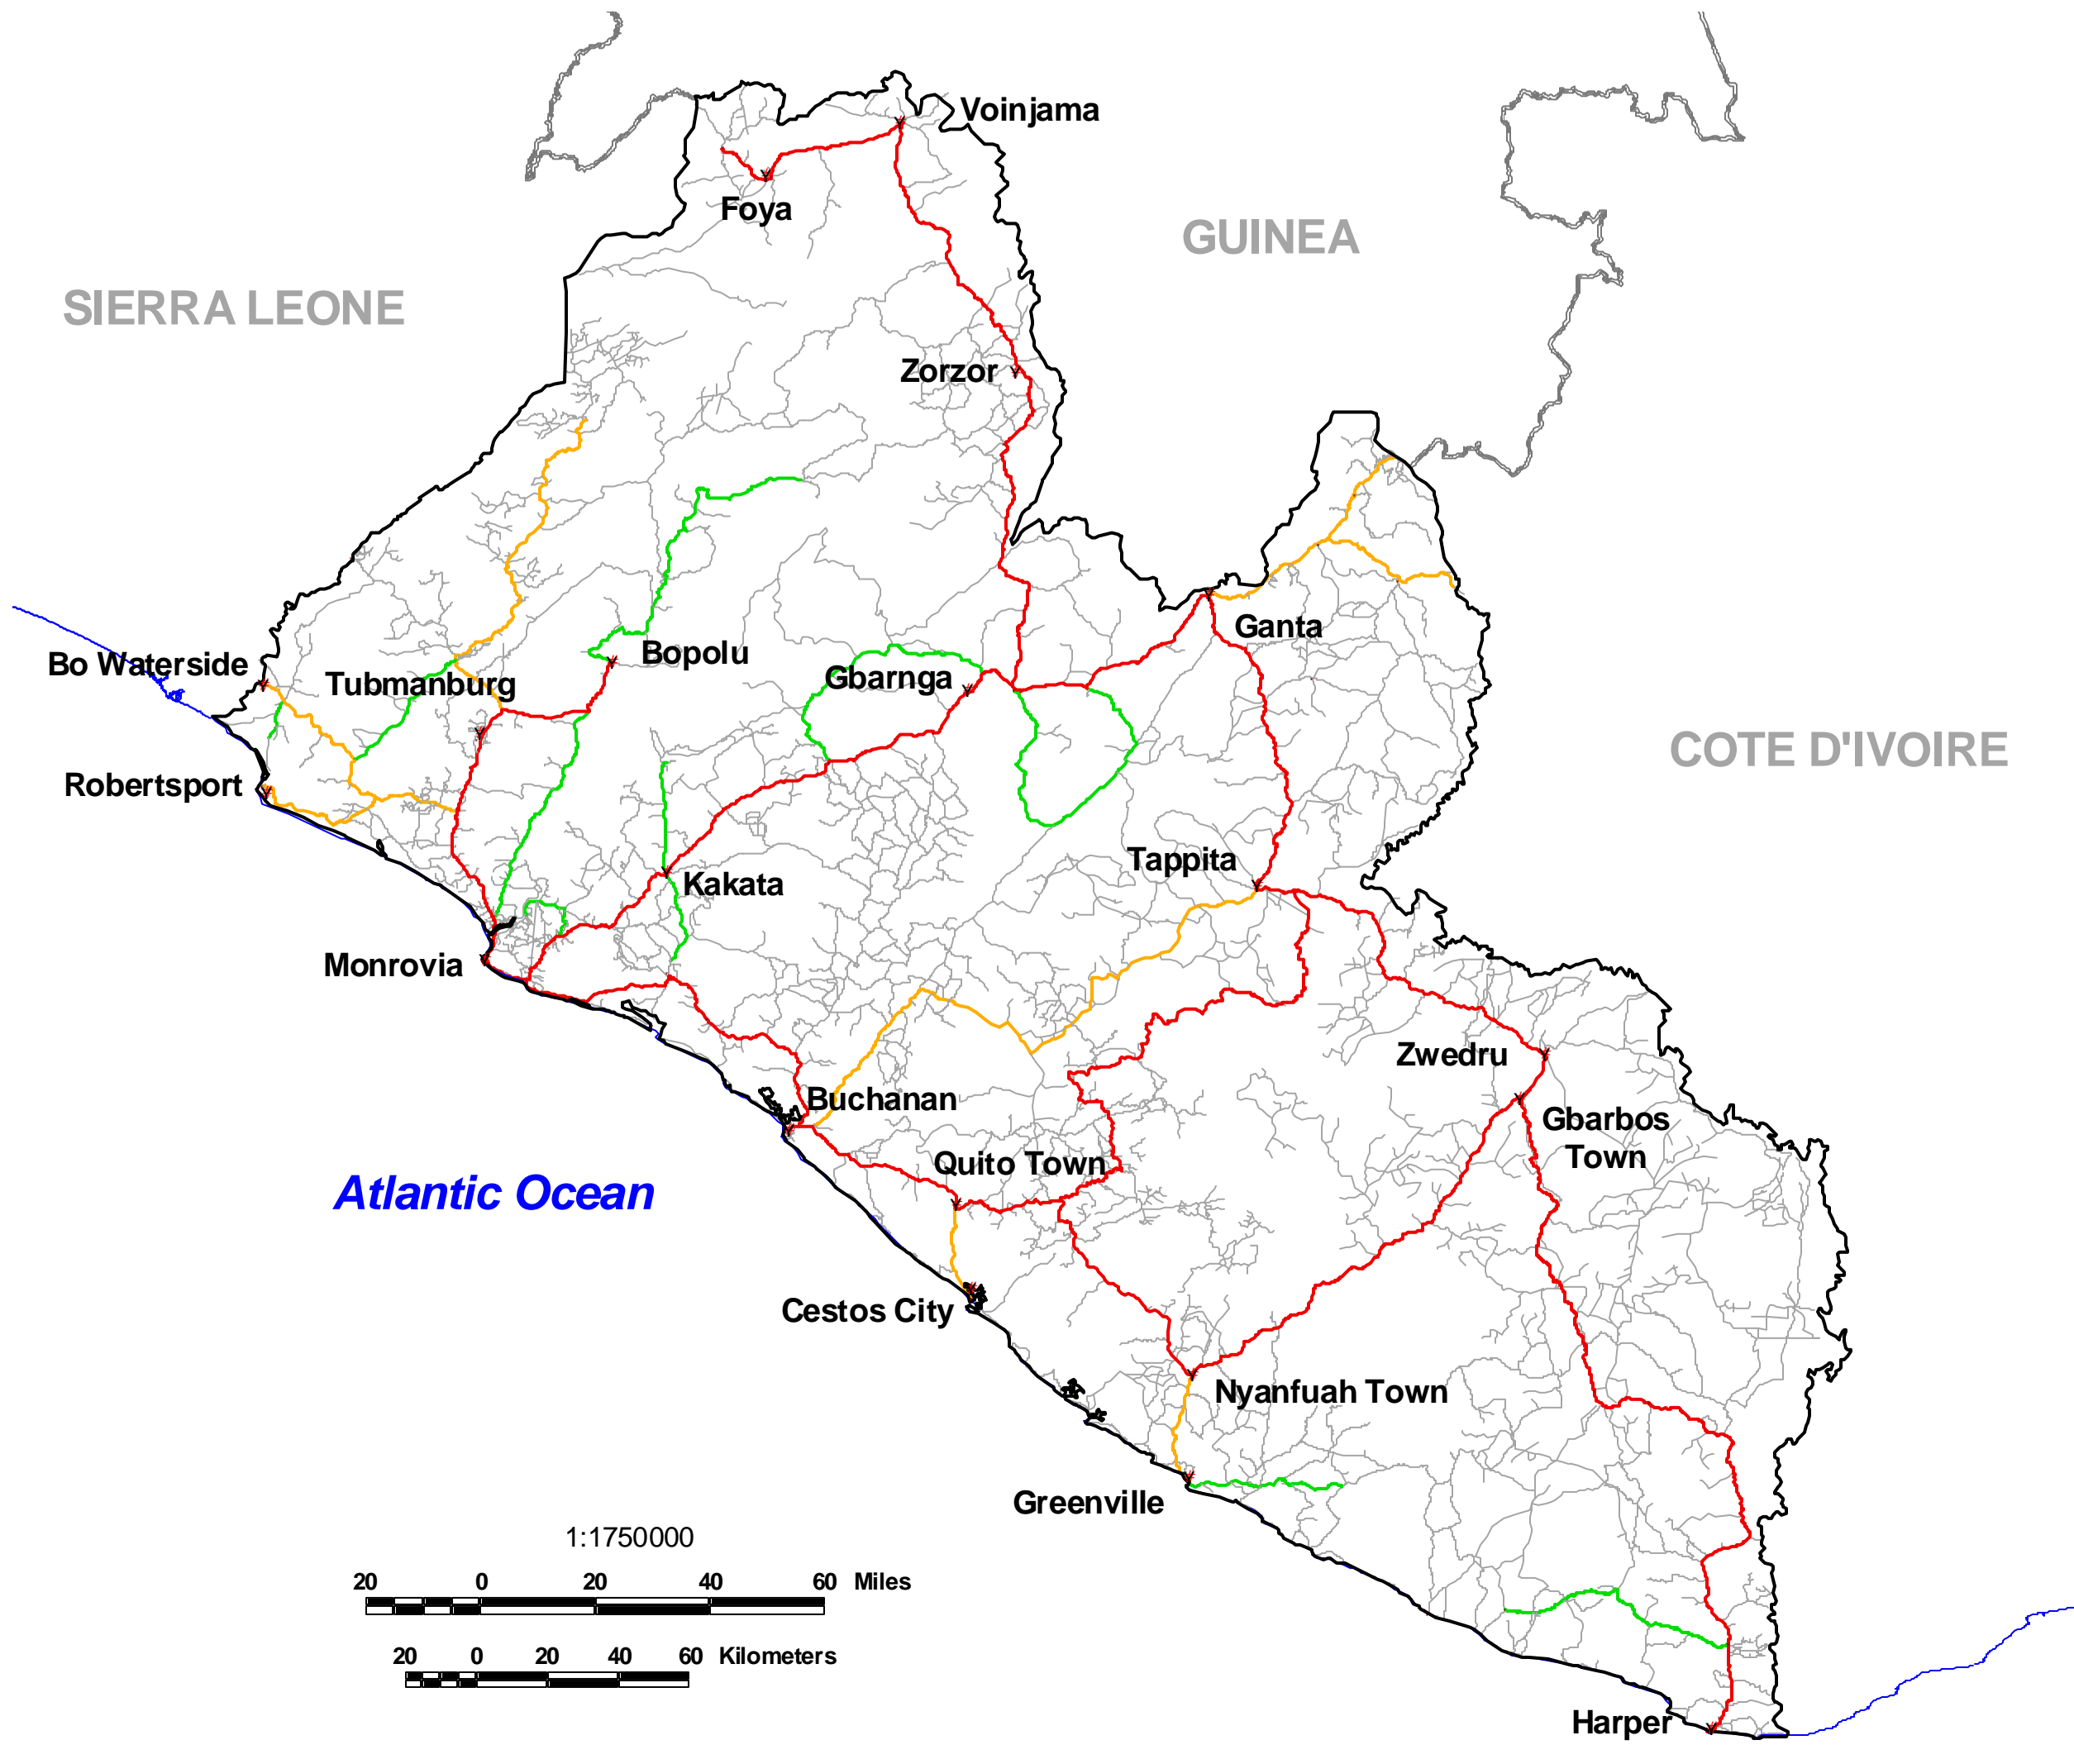 Voinjama
Foya
GUINEA
SIERRA LEONE
Zorzor
Ganta
Bopolu
Bo Waterside
Gbarnga
Tubmanburg
COTE D'IVOIRE
Robertsport
Tappita
Kakata
Monrovia
Zwedru
Buchanan
Gbarbos
Town
Quito Town
Atlantic Ocean
Cestos City
Nyanfuah Town
Greenville
1:1750000
20 0 20 40 60 Miles
20 0 20 40 60 Kilometers
Harper